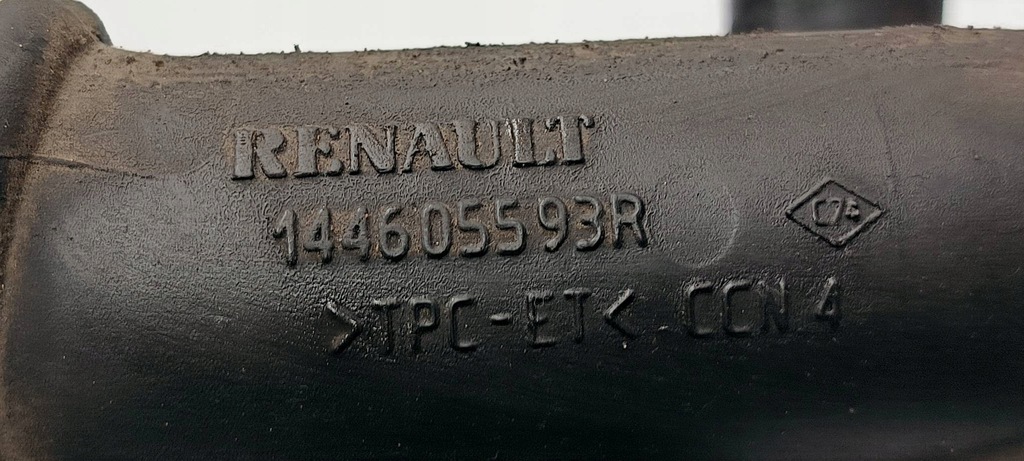 RENAULT
144605593R
>TPC-ET< CCN 4